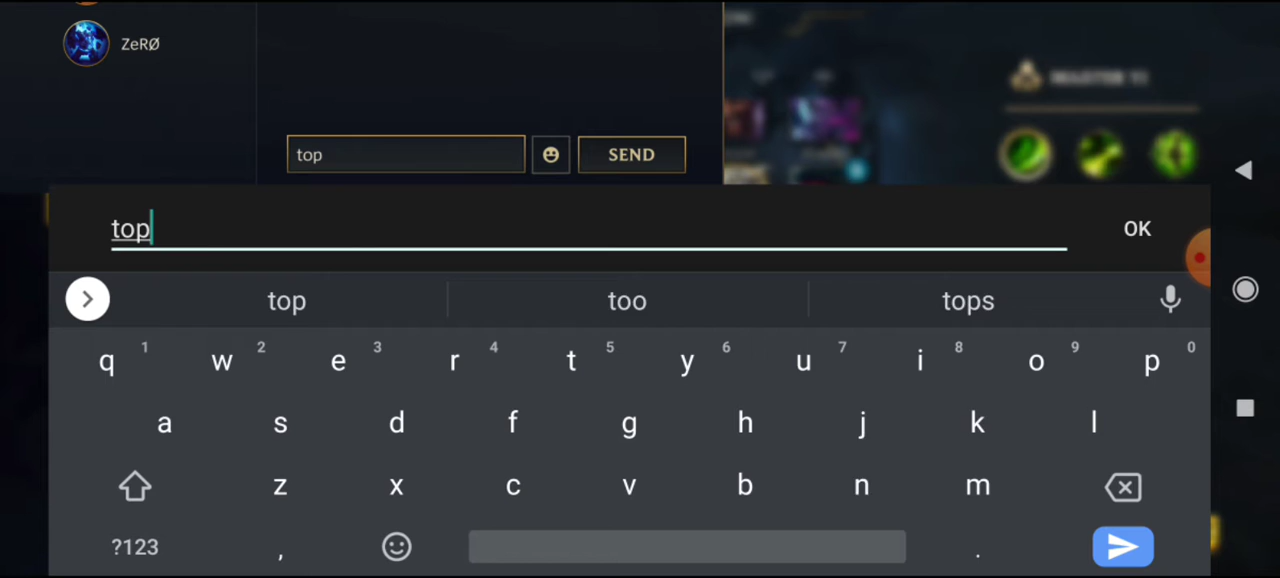 ZeRØ
top
SEND
top
OK
top too tops
q 1 w 2 e 3 r 4 t 5 y 6 u 7 i 8 o 9 p 0
a s d f g h j k l
z x c v b n m
?123 , .